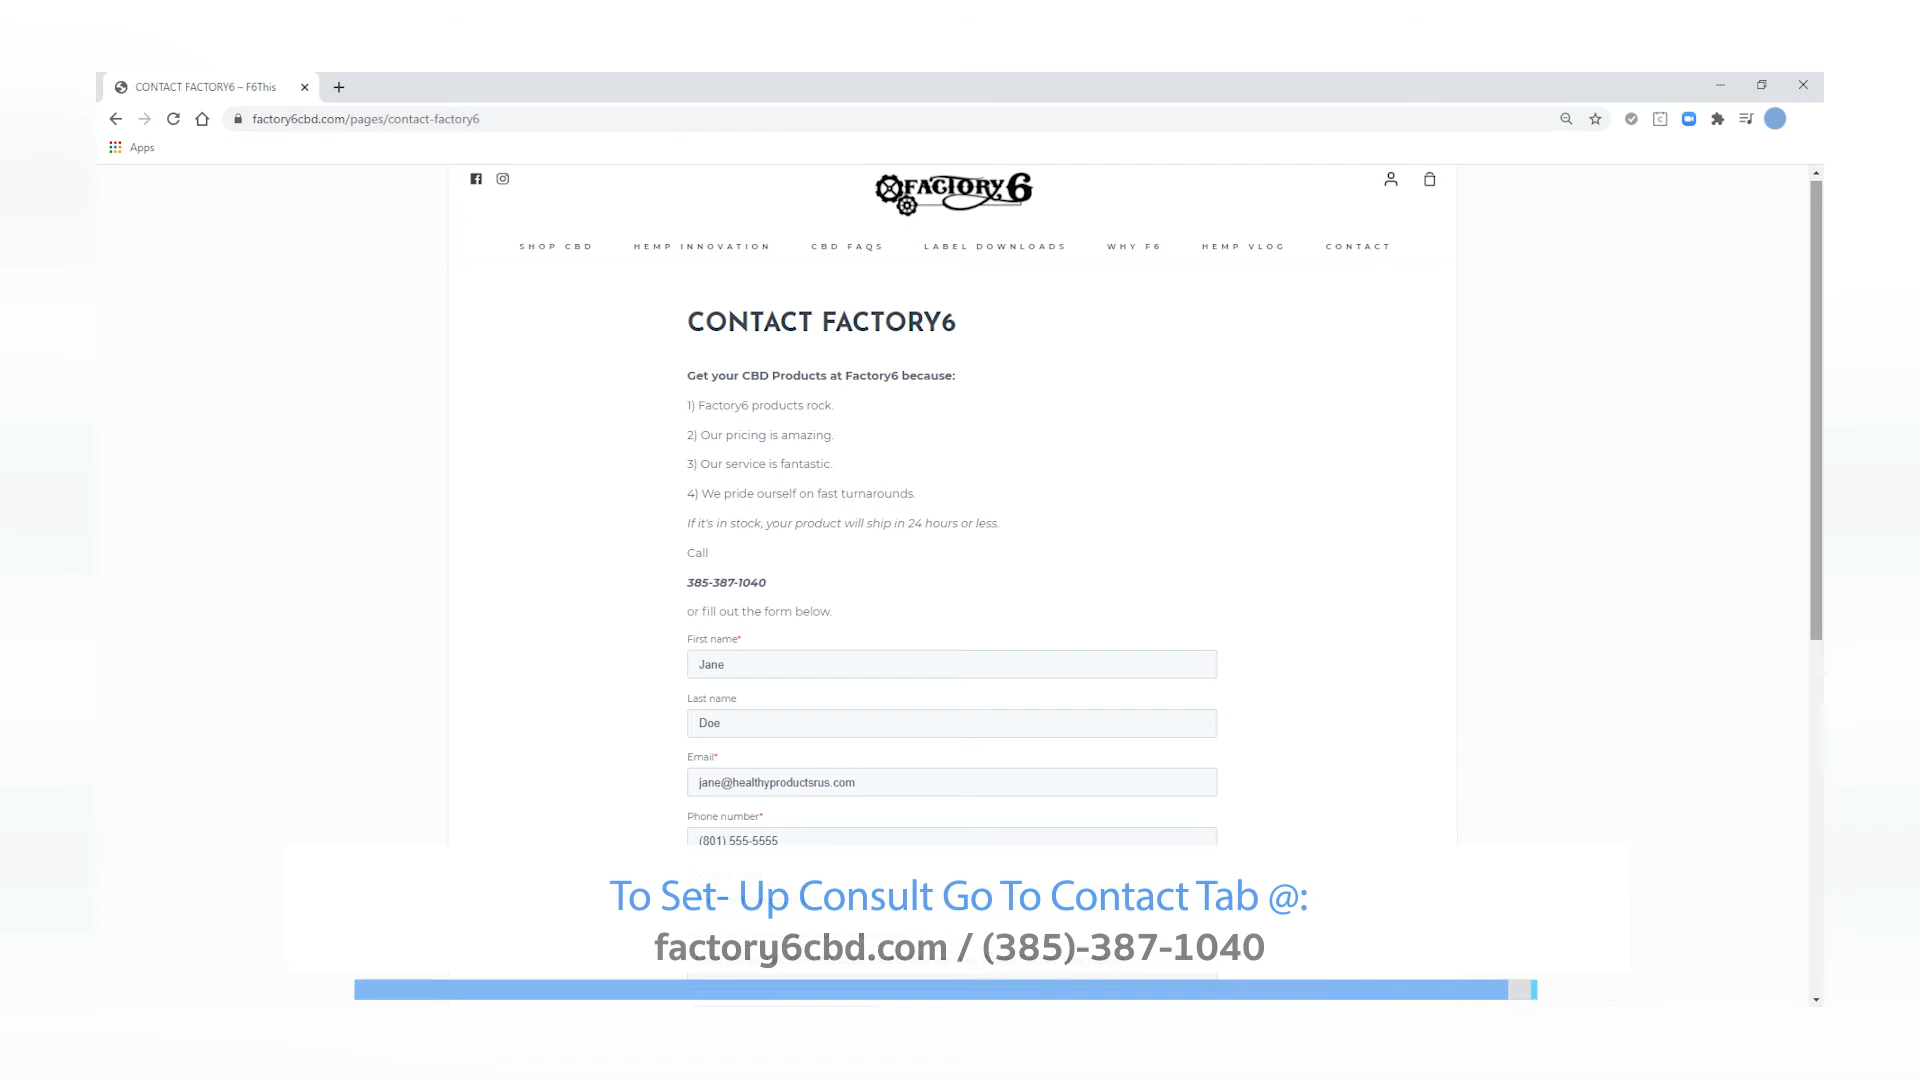 CONTACT FACTORY6 – F6This
factory6cbd.com/pages/contact-factory6
Apps
FACTORY 6
SHOP CBD HEMP INNOVATION CBD FAQS LABEL DOWNLOADS WHY F6 HEMP VLOG CONTACT
CONTACT FACTORY6
Get your CBD Products at Factory6 because:
1) Factory6 products rock.
2) Our pricing is amazing.
3) Our service is fantastic.
4) We pride ourself on fast turnarounds.
If it's in stock, your product will ship in 24 hours or less.
Call
385-387-1040
or fill out the form below.
First name*
Jane
Last name
Doe
Email*
jane@healthyproductsrus.com
Phone number*
(801) 555-5555
To Set- Up Consult Go To Contact Tab @:
factory6cbd.com / (385)-387-1040